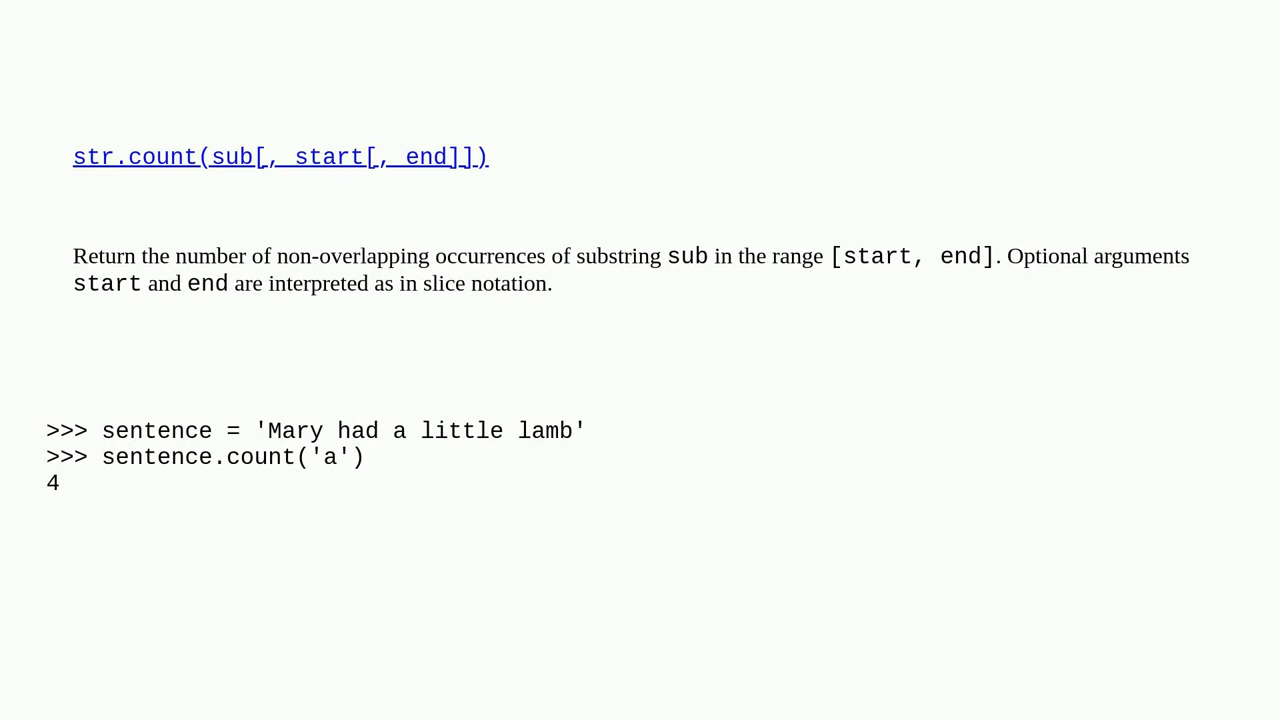 str.count(sub[, start[, end]])
Return the number of non-overlapping occurrences of substring sub in the range [start, end]. Optional arguments
start and end are interpreted as in slice notation.
>>> sentence = 'Mary had a little lamb'
>>> sentence.count('a')
4